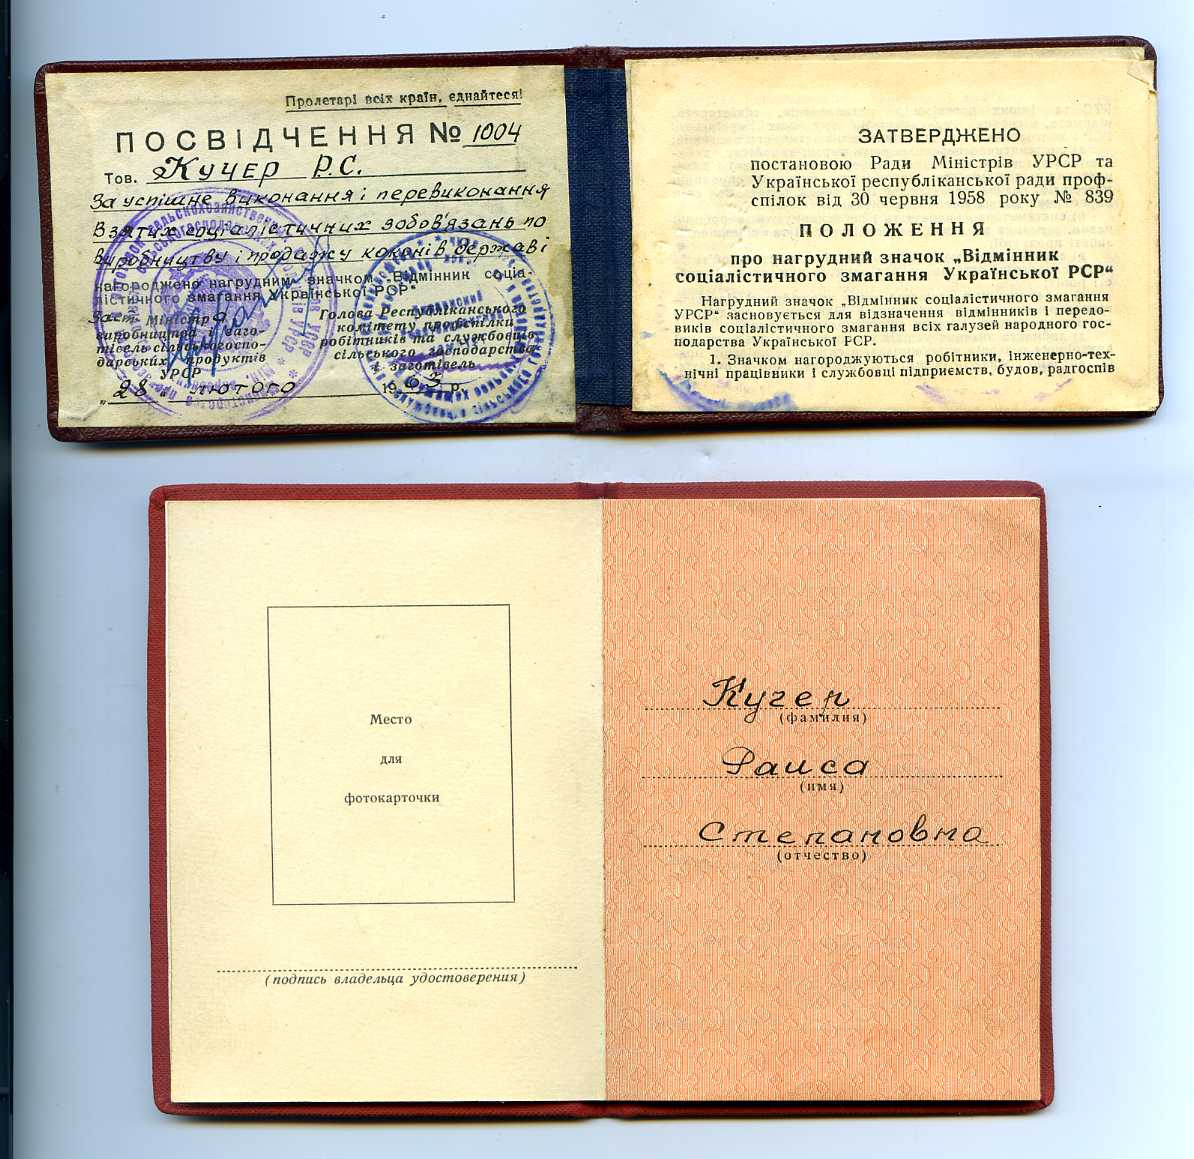 Пролетарі всіх країн, єднайтеся!
ПОСВІДЧЕННЯ № 1004
Тов. Кучер Р.С.
За успішне виконання і перевиконання
взятих соціалістичних зобов'язань по
виробництву і продажу коконів державі
нагороджено нагрудним значком „Відмінник соціа-
лістичного змагання Української РСР"
Заст. Міністра
виробництва і заго-
тівель сільськогоспо-
дарських продуктів
УРСР
Голова Республіканського
комітету профспілки
робітників та службовців
сільського господарства
і заготівель
„28" лютого 1963 р.
ЗАТВЕРДЖЕНО
постановою Ради Міністрів УРСР та
Української республіканської ради проф-
спілок від 30 червня 1958 року № 839
ПОЛОЖЕННЯ
про нагрудний значок „Відмінник
соціалістичного змагання Української РСР"
Нагрудний значок „Відмінник соціалістичного змагання
УРСР" засновується для відзначення відмінників і передо-
виків соціалістичного змагання всіх галузей народного гос-
подарства Української РСР.
1. Значком нагороджуються робітники, інженерно-тех-
нічні працівники і службовці підприємств, будов, радгоспів
Место
для
фотокарточки
(подпись владельца удостоверения)
Кучер
(фамилия)
Раиса
(имя)
Степановна
(отчество)